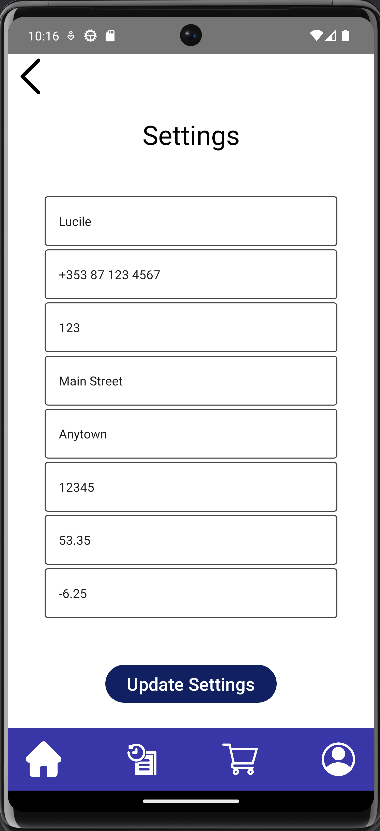 10:16
Settings
Lucile
+353 87 123 4567
123
Main Street
Anytown
12345
53.35
-6.25
Update Settings